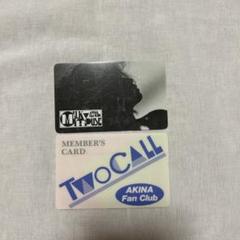 MEMBER'S
CARD
TWOCALL
AKINA
Fan Club